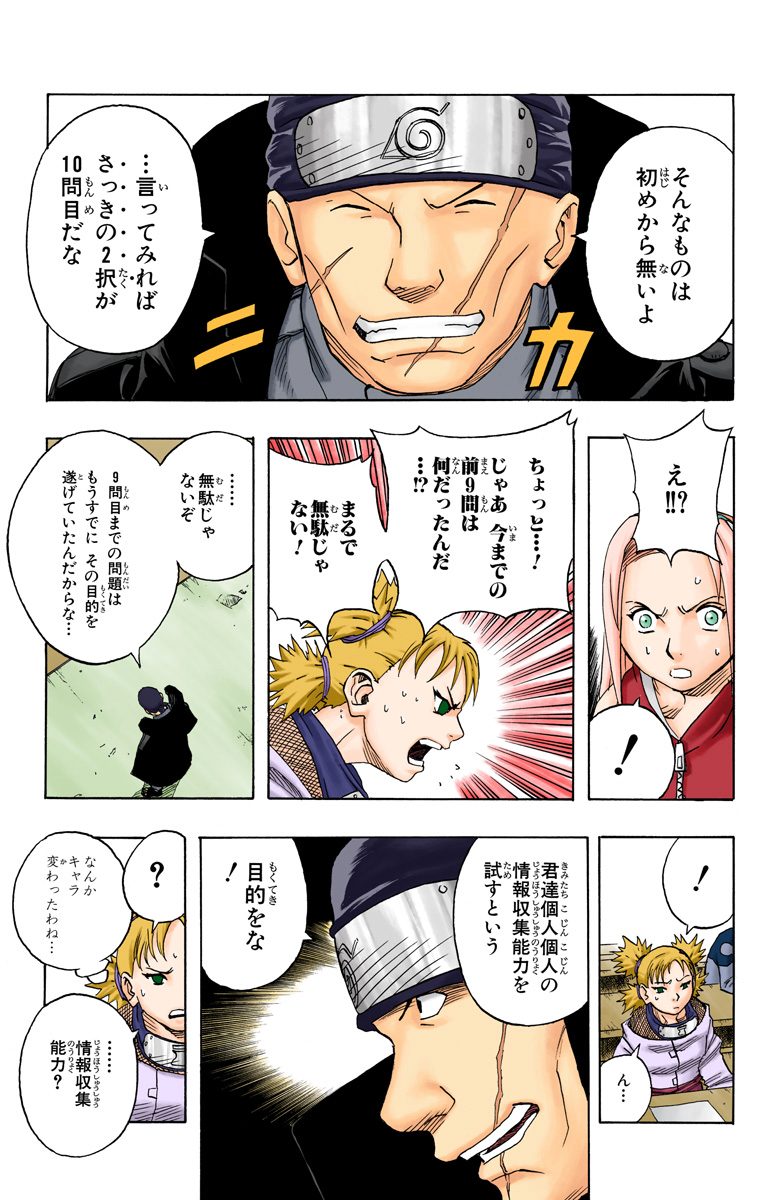 そんなものは
初めから無いよ
…言ってみれば
さっきの2択が
10問目だな
ニカ
え!!?
!
ちょっと…!
じゃあ 今までの
前9問は
何だったんだ
…!?
まるで
無駄じゃ
ない!
……
無駄じゃ
ないぞ
9問目までの問題は
もうすでに その目的を
遂げていたんだからな…
!
ん…
君達個人個人の
情報収集能力を
試すという
目的をな
!
?
なんか
キャラ
変わったわね…
……
情報収集
能力?